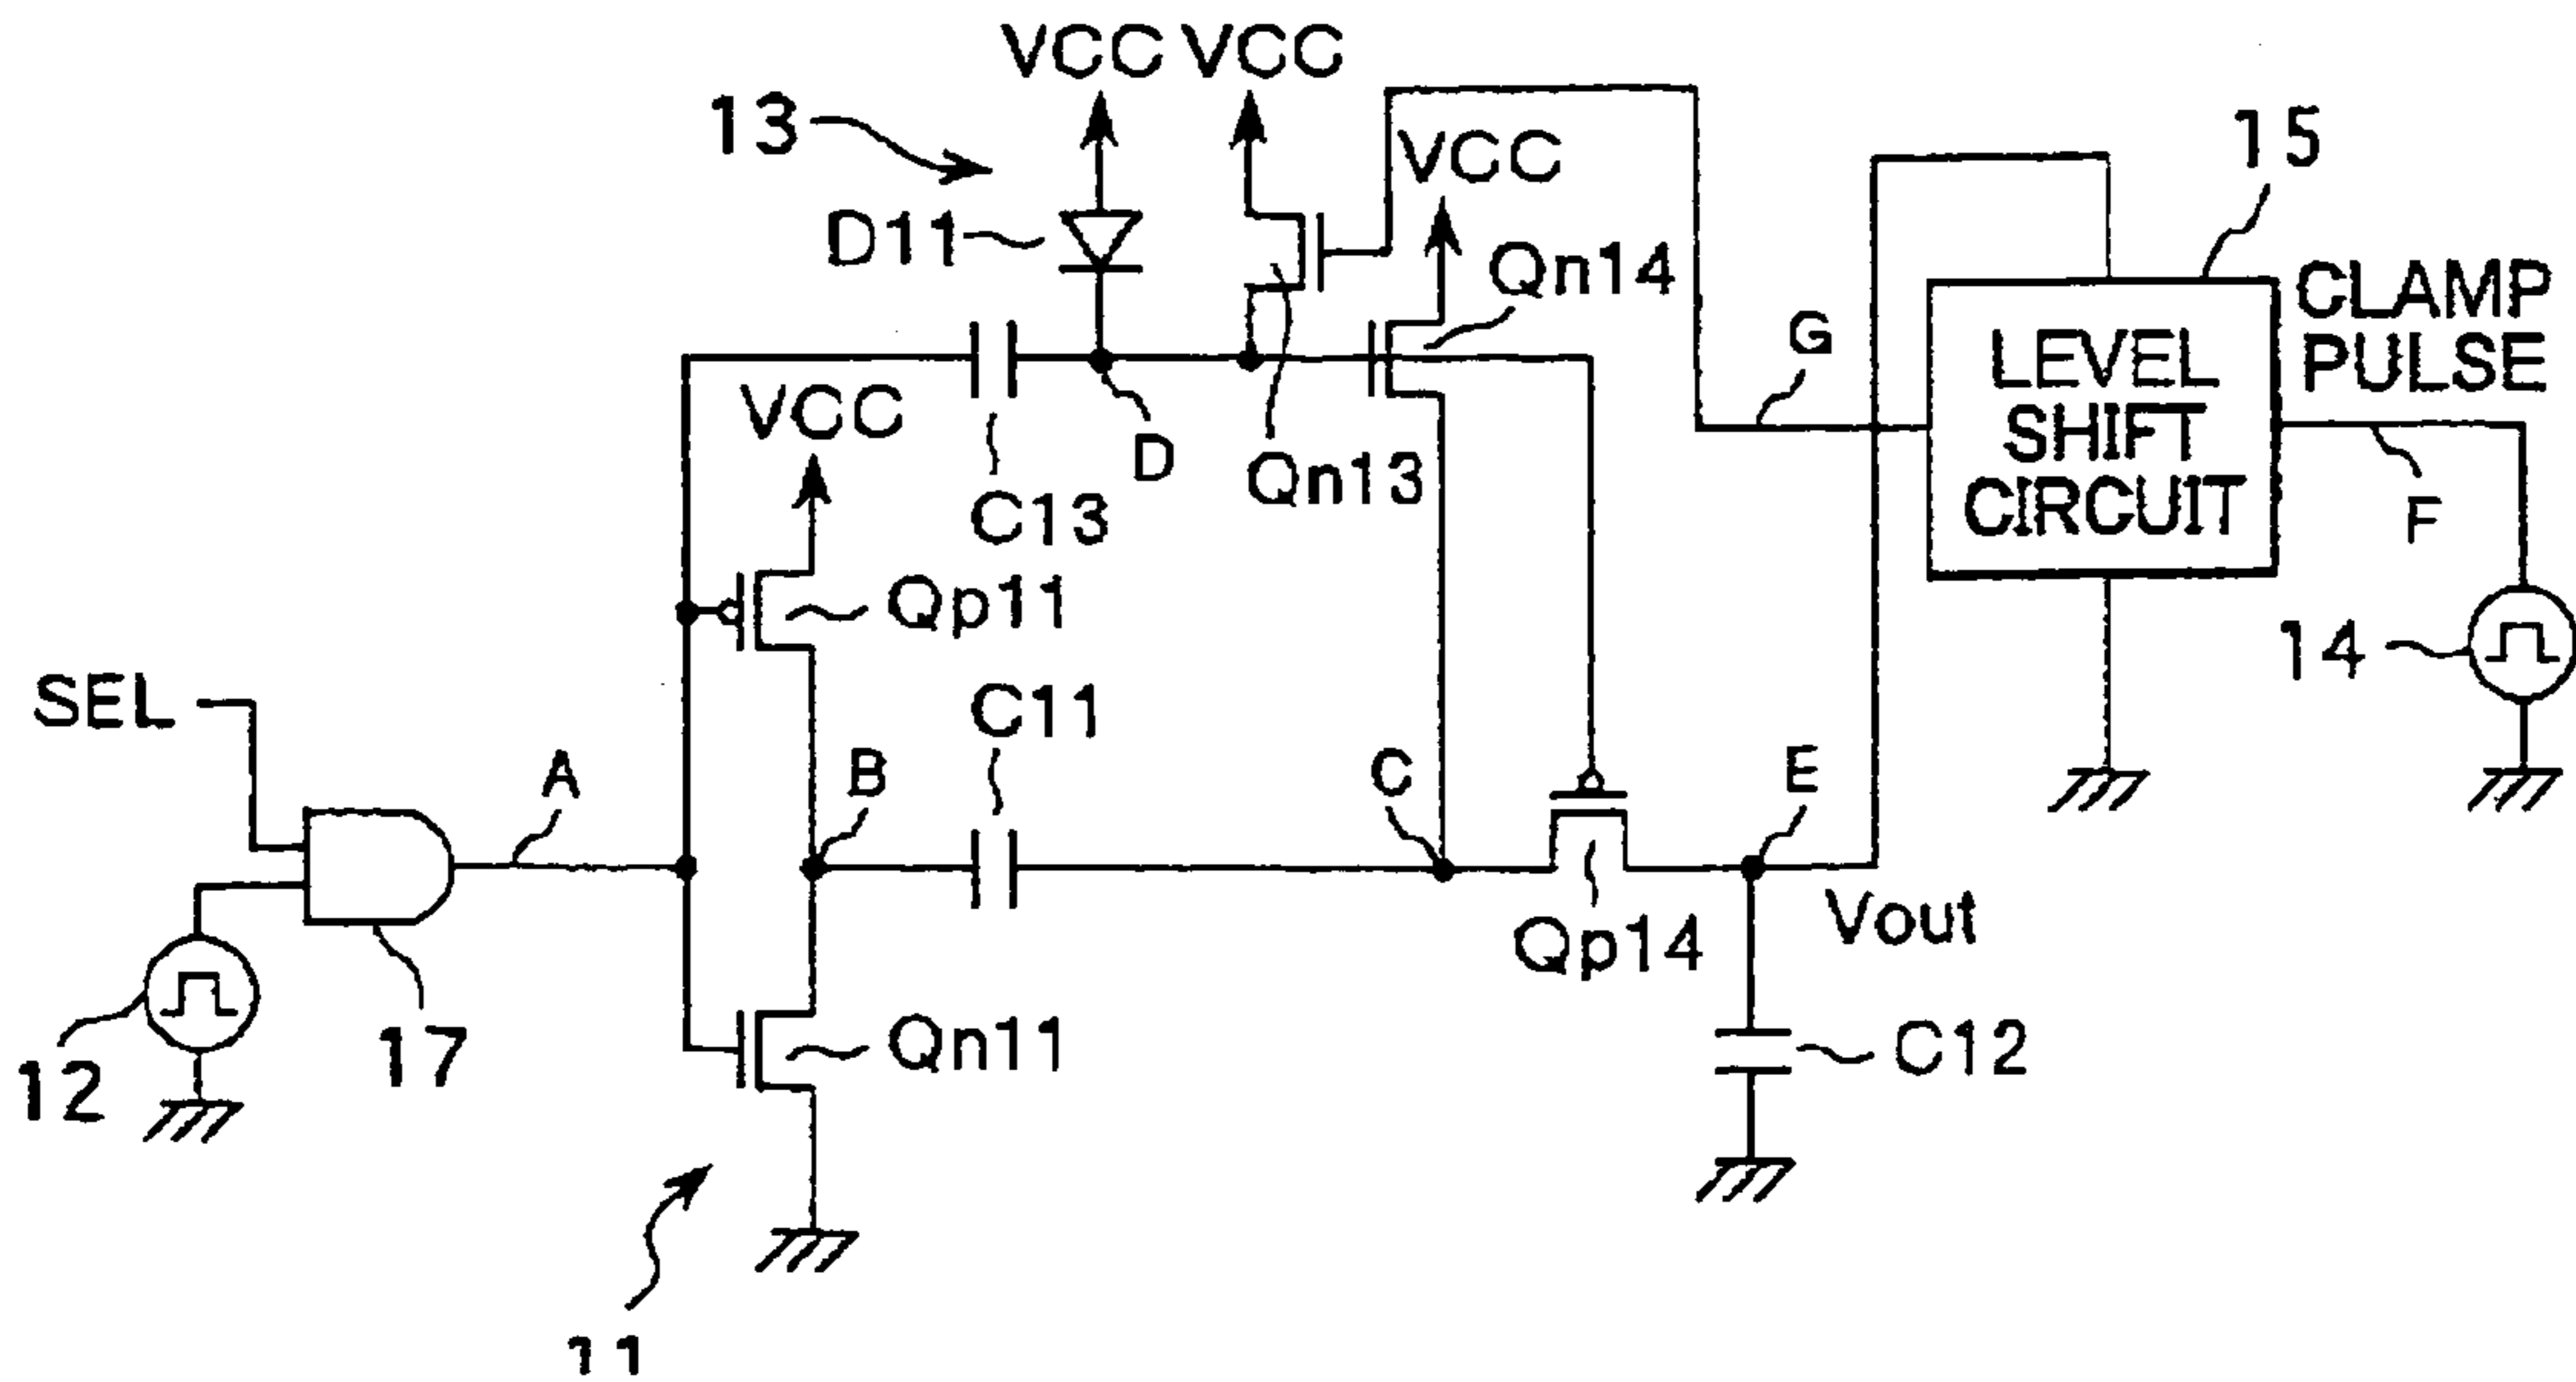 VCC VCC
13
VCC
15
D11
Qn14
CLAMP
PULSE
G
LEVEL
SHIFT
CIRCUIT
VCC
D
Qn13
C13
F
Qp11
14
SEL
C11
A
B
C
E
Vout
Qp14
12
17
Qn11
C12
11